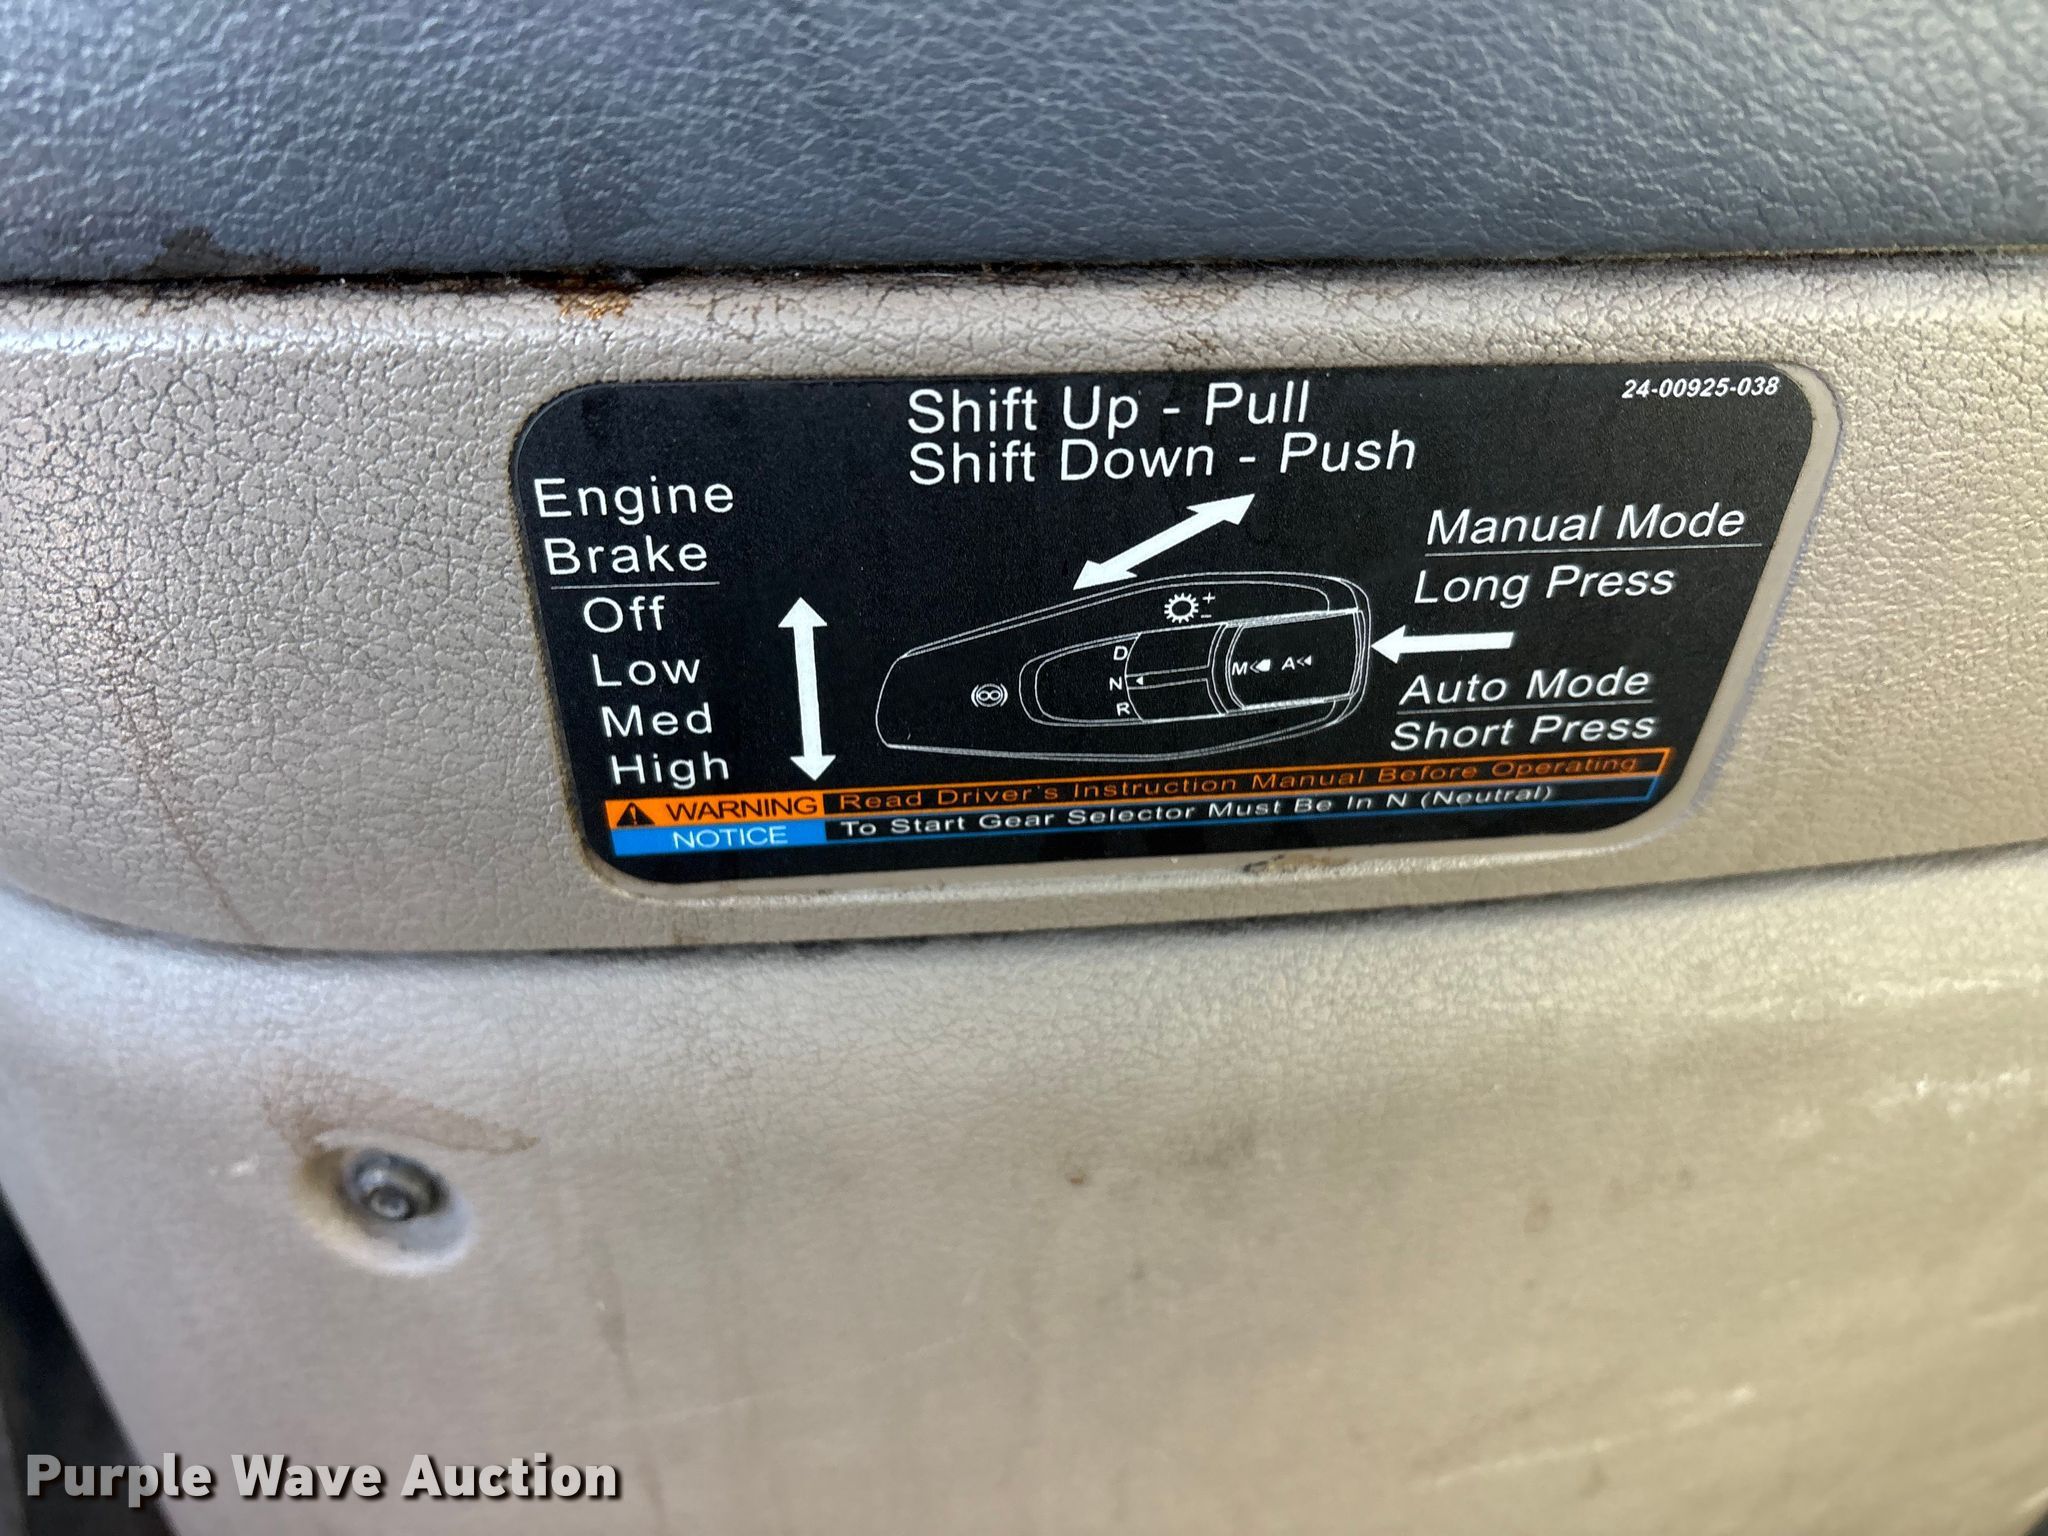 24-00925-038
Shift Up - Pull
Shift Down - Push
Engine
Brake
Off
Low
Med
High
Manual Mode
Long Press
Auto Mode
Short Press
+
-
D
N
R
M
A
WARNING Read Driver's Instruction Manual Before Operating
NOTICE To Start Gear Selector Must Be In N (Neutral)
Purple Wave Auction